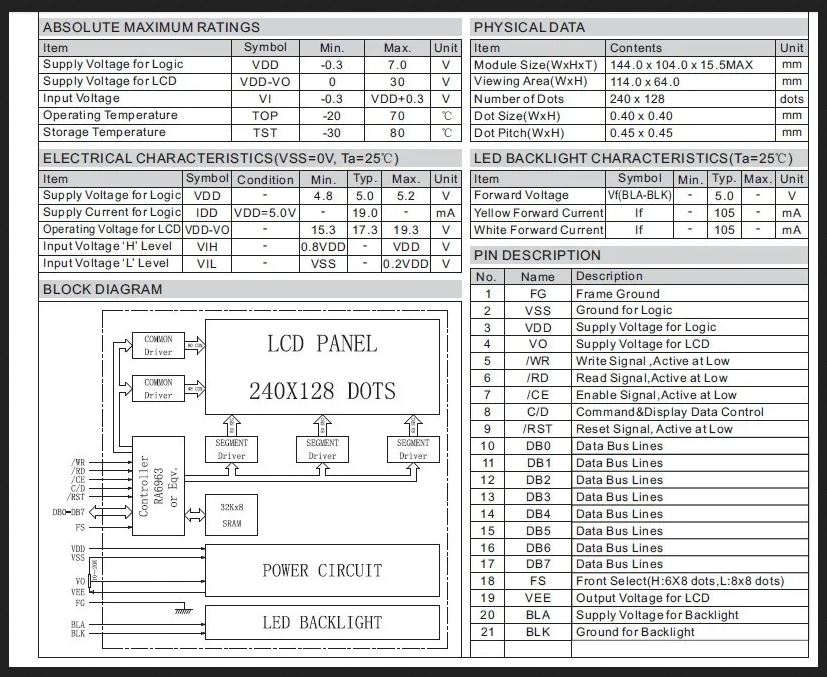 ABSOLUTE MAXIMUM RATINGS
Item Symbol Min. Max. Unit
Supply Voltage for Logic VDD -0.3 7.0 V
Supply Voltage for LCD VDD-VO 0 30 V
Input Voltage VI -0.3 VDD+0.3 V
Operating Temperature TOP -20 70 ℃
Storage Temperature TST -30 80 ℃
ELECTRICAL CHARACTERISTICS(VSS=0V, Ta=25℃)
Item Symbol Condition Min. Typ. Max. Unit
Supply Voltage for Logic VDD - 4.8 5.0 5.2 V
Supply Current for Logic IDD VDD=5.0V - 19.0 - mA
Operating Voltage for LCD VDD-VO - 15.3 17.3 19.3 V
Input Voltage ‘H’ Level VIH - 0.8VDD - VDD V
Input Voltage ‘L’ Level VIL - VSS - 0.2VDD V
BLOCK DIAGRAM
COMMON
Driver
80 COM
COMMON
Driver
48 COM
LCD PANEL
240X128 DOTS
SEGMENT
Driver
SEGMENT
Driver
SEGMENT
Driver
Controller
RA6963
or Eqv.
/WR
/RD
/CE
C/D
/RST
DB0-DB7
FS
32Kx8
SRAM
VDD
VSS
10~20K
VO
VEE
FG
POWER CIRCUIT
BLA
BLK
LED BACKLIGHT
PHYSICAL DATA
Item Contents Unit
Module Size(WxHxT) 144.0 x 104.0 x 15.5MAX mm
Viewing Area(WxH) 114.0 x 64.0 mm
Number of Dots 240 x 128 dots
Dot Size(WxH) 0.40 x 0.40 mm
Dot Pitch(WxH) 0.45 x 0.45 mm
LED BACKLIGHT CHARACTERISTICS(Ta=25℃)
Item Symbol Min. Typ. Max. Unit
Forward Voltage Vf(BLA-BLK) - 5.0 - V
Yellow Forward Current If - 105 - mA
White Forward Current If - 105 - mA
PIN DESCRIPTION
No. Name Description
1 FG Frame Ground
2 VSS Ground for Logic
3 VDD Supply Voltage for Logic
4 VO Supply Voltage for LCD
5 /WR Write Signal ,Active at Low
6 /RD Read Signal,Active at Low
7 /CE Enable Signal,Active at Low
8 C/D Command&Display Data Control
9 /RST Reset Signal, Active at Low
10 DB0 Data Bus Lines
11 DB1 Data Bus Lines
12 DB2 Data Bus Lines
13 DB3 Data Bus Lines
14 DB4 Data Bus Lines
15 DB5 Data Bus Lines
16 DB6 Data Bus Lines
17 DB7 Data Bus Lines
18 FS Front Select(H:6X8 dots,L:8x8 dots)
19 VEE Output Voltage for LCD
20 BLA Supply Voltage for Backlight
21 BLK Ground for Backlight